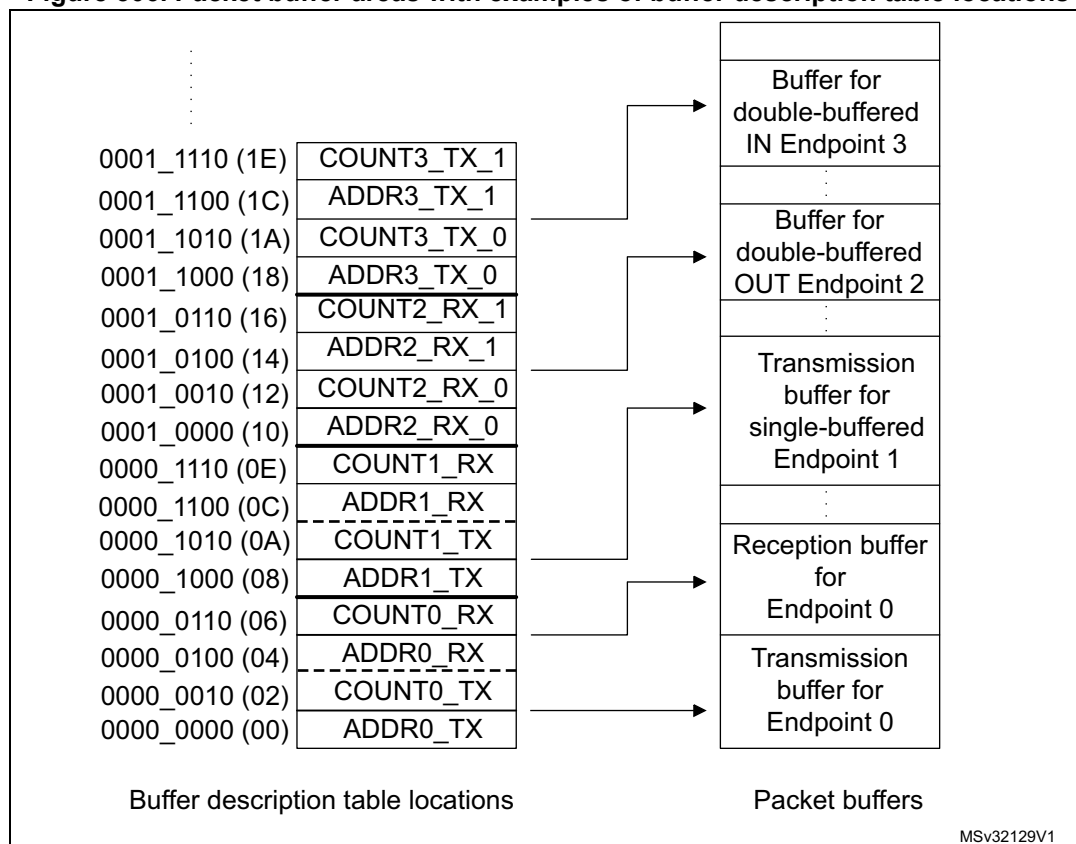 0001_1110 (1E) COUNT3_TX_1
0001_1100 (1C) ADDR3_TX_1
0001_1010 (1A) COUNT3_TX_0
0001_1000 (18) ADDR3_TX_0
0001_0110 (16) COUNT2_RX_1
0001_0100 (14) ADDR2_RX_1
0001_0010 (12) COUNT2_RX_0
0001_0000 (10) ADDR2_RX_0
0000_1110 (0E) COUNT1_RX
0000_1100 (0C) ADDR1_RX
0000_1010 (0A) COUNT1_TX
0000_1000 (08) ADDR1_TX
0000_0110 (06) COUNT0_RX
0000_0100 (04) ADDR0_RX
0000_0010 (02) COUNT0_TX
0000_0000 (00) ADDR0_TX
Buffer description table locations
Buffer for
double-buffered
IN Endpoint 3
Buffer for
double-buffered
OUT Endpoint 2
Transmission
buffer for
single-buffered
Endpoint 1
Reception buffer
for
Endpoint 0
Transmission
buffer for
Endpoint 0
Packet buffers
MSv32129V1